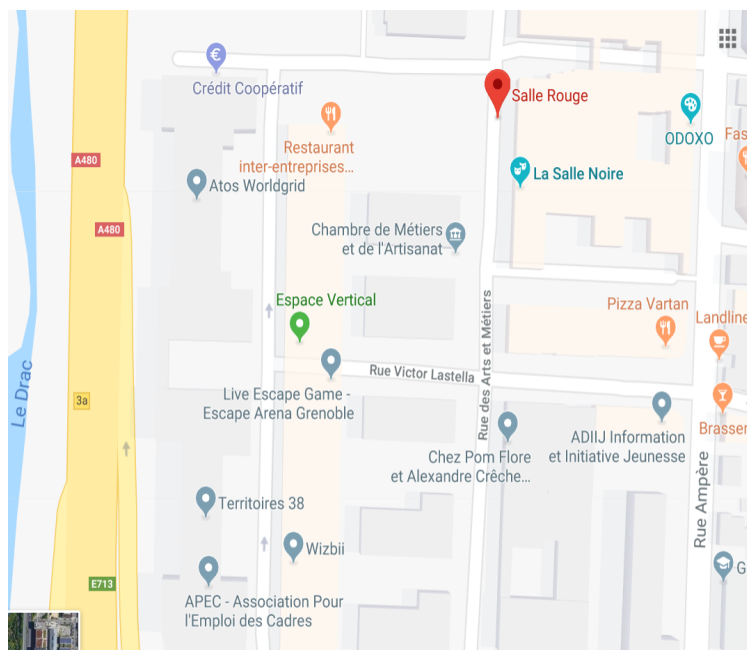 Crédit Coopératif
Salle Rouge
Restaurant
inter-entreprises...
ODOXO
Fas
A480
Atos Worldgrid
La Salle Noire
A480
Chambre de Métiers
et de l'Artisanat
Espace Vertical
Pizza Vartan
Landline
Rue des Arts et Métiers
Rue Victor Lastella
Le Drac
3a
Live Escape Game -
Escape Arena Grenoble
Brasser
ADIIJ Information
et Initiative Jeunesse
Chez Pom Flore
et Alexandre Crêche...
Rue Ampère
Territoires 38
Wizbii
G
E713
APEC - Association Pour
l'Emploi des Cadres